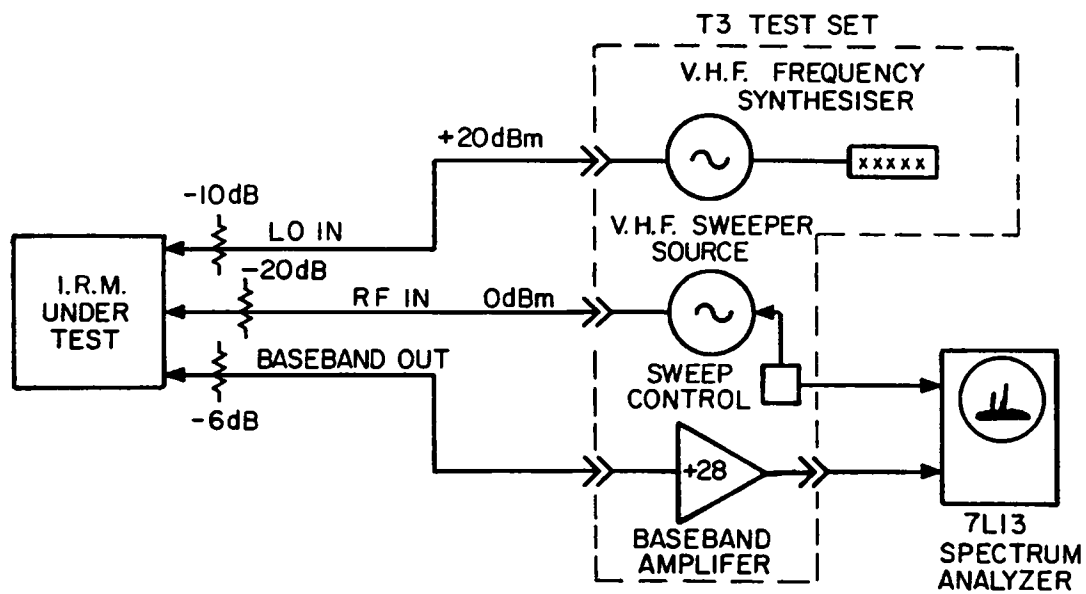 T3 TEST SET
V.H.F. FREQUENCY
SYNTHESISER
+20dBm
xxxxx
-10dB
LO IN
V.H.F. SWEEPER
SOURCE
-20dB
I.R.M.
UNDER
TEST
RF IN
0dBm
BASEBAND OUT
SWEEP
CONTROL
-6dB
+28
BASEBAND
AMPLIFER
7L13
SPECTRUM
ANALYZER